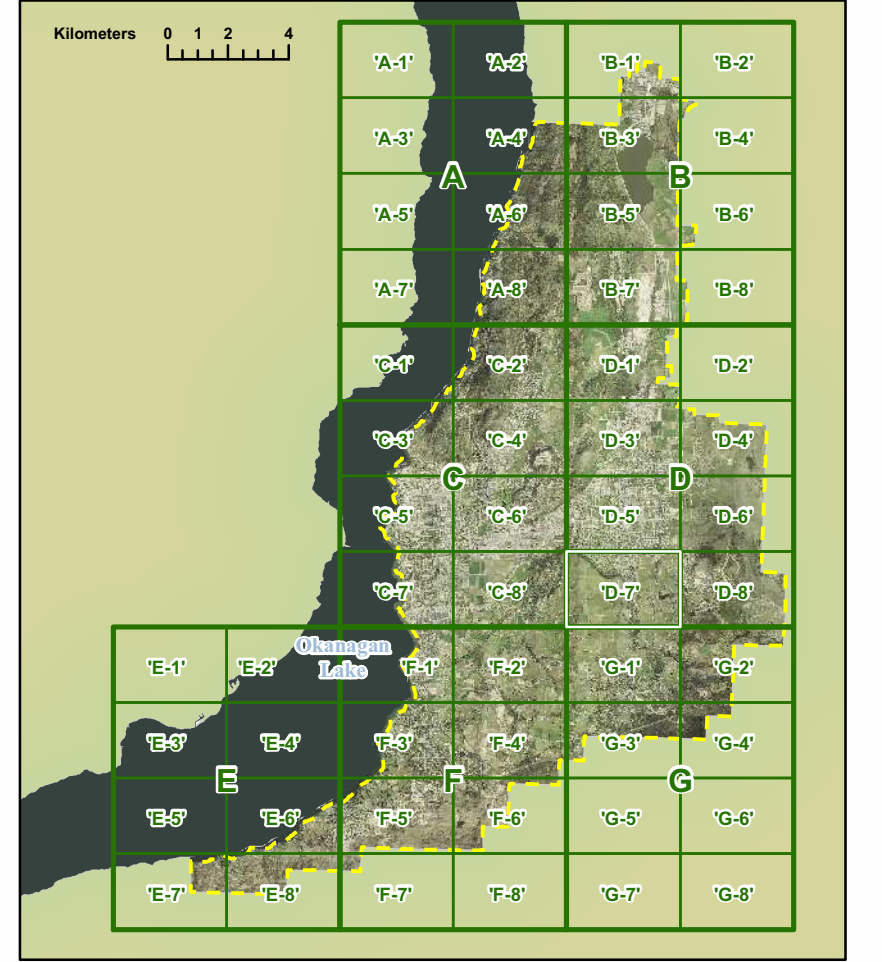 Kilometers 0 1 2 4
'A-1' 'A-2' 'B-1' 'B-2'
'A-3' 'A-4' 'B-3' 'B-4'
A B
'A-5' 'A-6' 'B-5' 'B-6'
'A-7' 'A-8' 'B-7' 'B-8'
'C-1' 'C-2' 'D-1' 'D-2'
'C-3' 'C-4' 'D-3' 'D-4'
C D
'C-5' 'C-6' 'D-5' 'D-6'
'C-7' 'C-8' 'D-7' 'D-8'
Okanagan
Lake
'E-1' 'E-2' 'F-1' 'F-2' 'G-1' 'G-2'
'E-3' 'E-4' 'F-3' 'F-4' 'G-3' 'G-4'
E F G
'E-5' 'E-6' 'F-5' 'F-6' 'G-5' 'G-6'
'E-7' 'E-8' 'F-7' 'F-8' 'G-7' 'G-8'